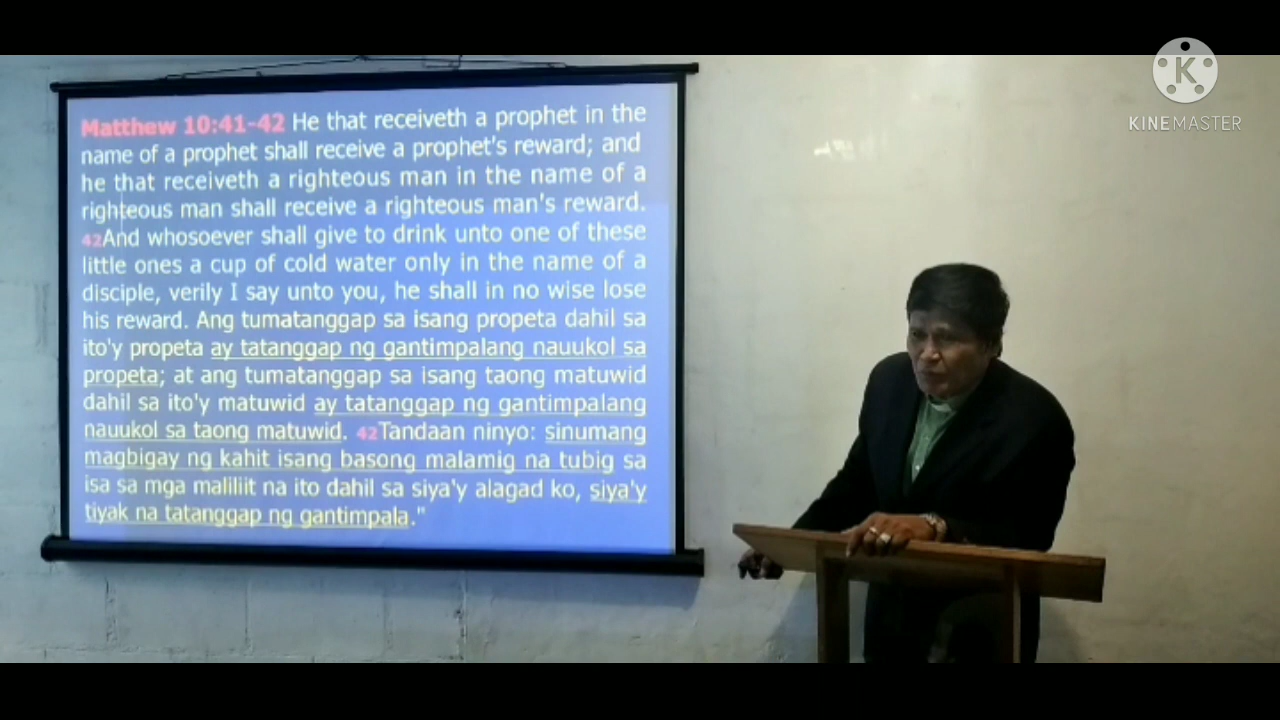 Matthew 10:41-42 He that receiveth a prophet in the
name of a prophet shall receive a prophet's reward; and
he that receiveth a righteous man in the name of a
righteous man shall receive a righteous man's reward.
42And whosoever shall give to drink unto one of these
little ones a cup of cold water only in the name of a
disciple, verily I say unto you, he shall in no wise lose
his reward. Ang tumatanggap sa isang propeta dahil sa
ito'y propeta ay tatanggap ng gantimpalang nauukol sa
propeta; at ang tumatanggap sa isang taong matuwid
dahil sa ito'y matuwid ay tatanggap ng gantimpalang
nauukol sa taong matuwid. 42Tandaan ninyo: sinumang
magbigay ng kahit isang basong malamig na tubig sa
isa sa mga maliliit na ito dahil sa siya'y alagad ko, siya'y
tiyak na tatanggap ng gantimpala."
K
KINEMASTER